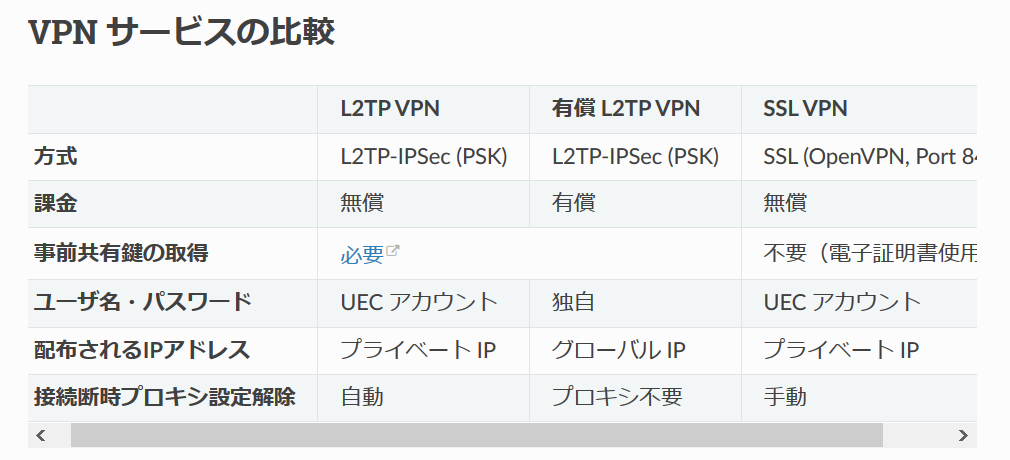 VPN サービスの比較
L2TP VPN 有償 L2TP VPN SSL VPN
方式 L2TP-IPSec (PSK) L2TP-IPSec (PSK) SSL (OpenVPN, Port
課金 無償 有償 無償
事前共有鍵の取得 必要 不要（電子証明書使用
ユーザ名・パスワード UEC アカウント 独自 UEC アカウント
配布されるIPアドレス プライベート IP グローバル IP プライベート IP
接続断時プロキシ設定解除 自動 プロキシ不要 手動